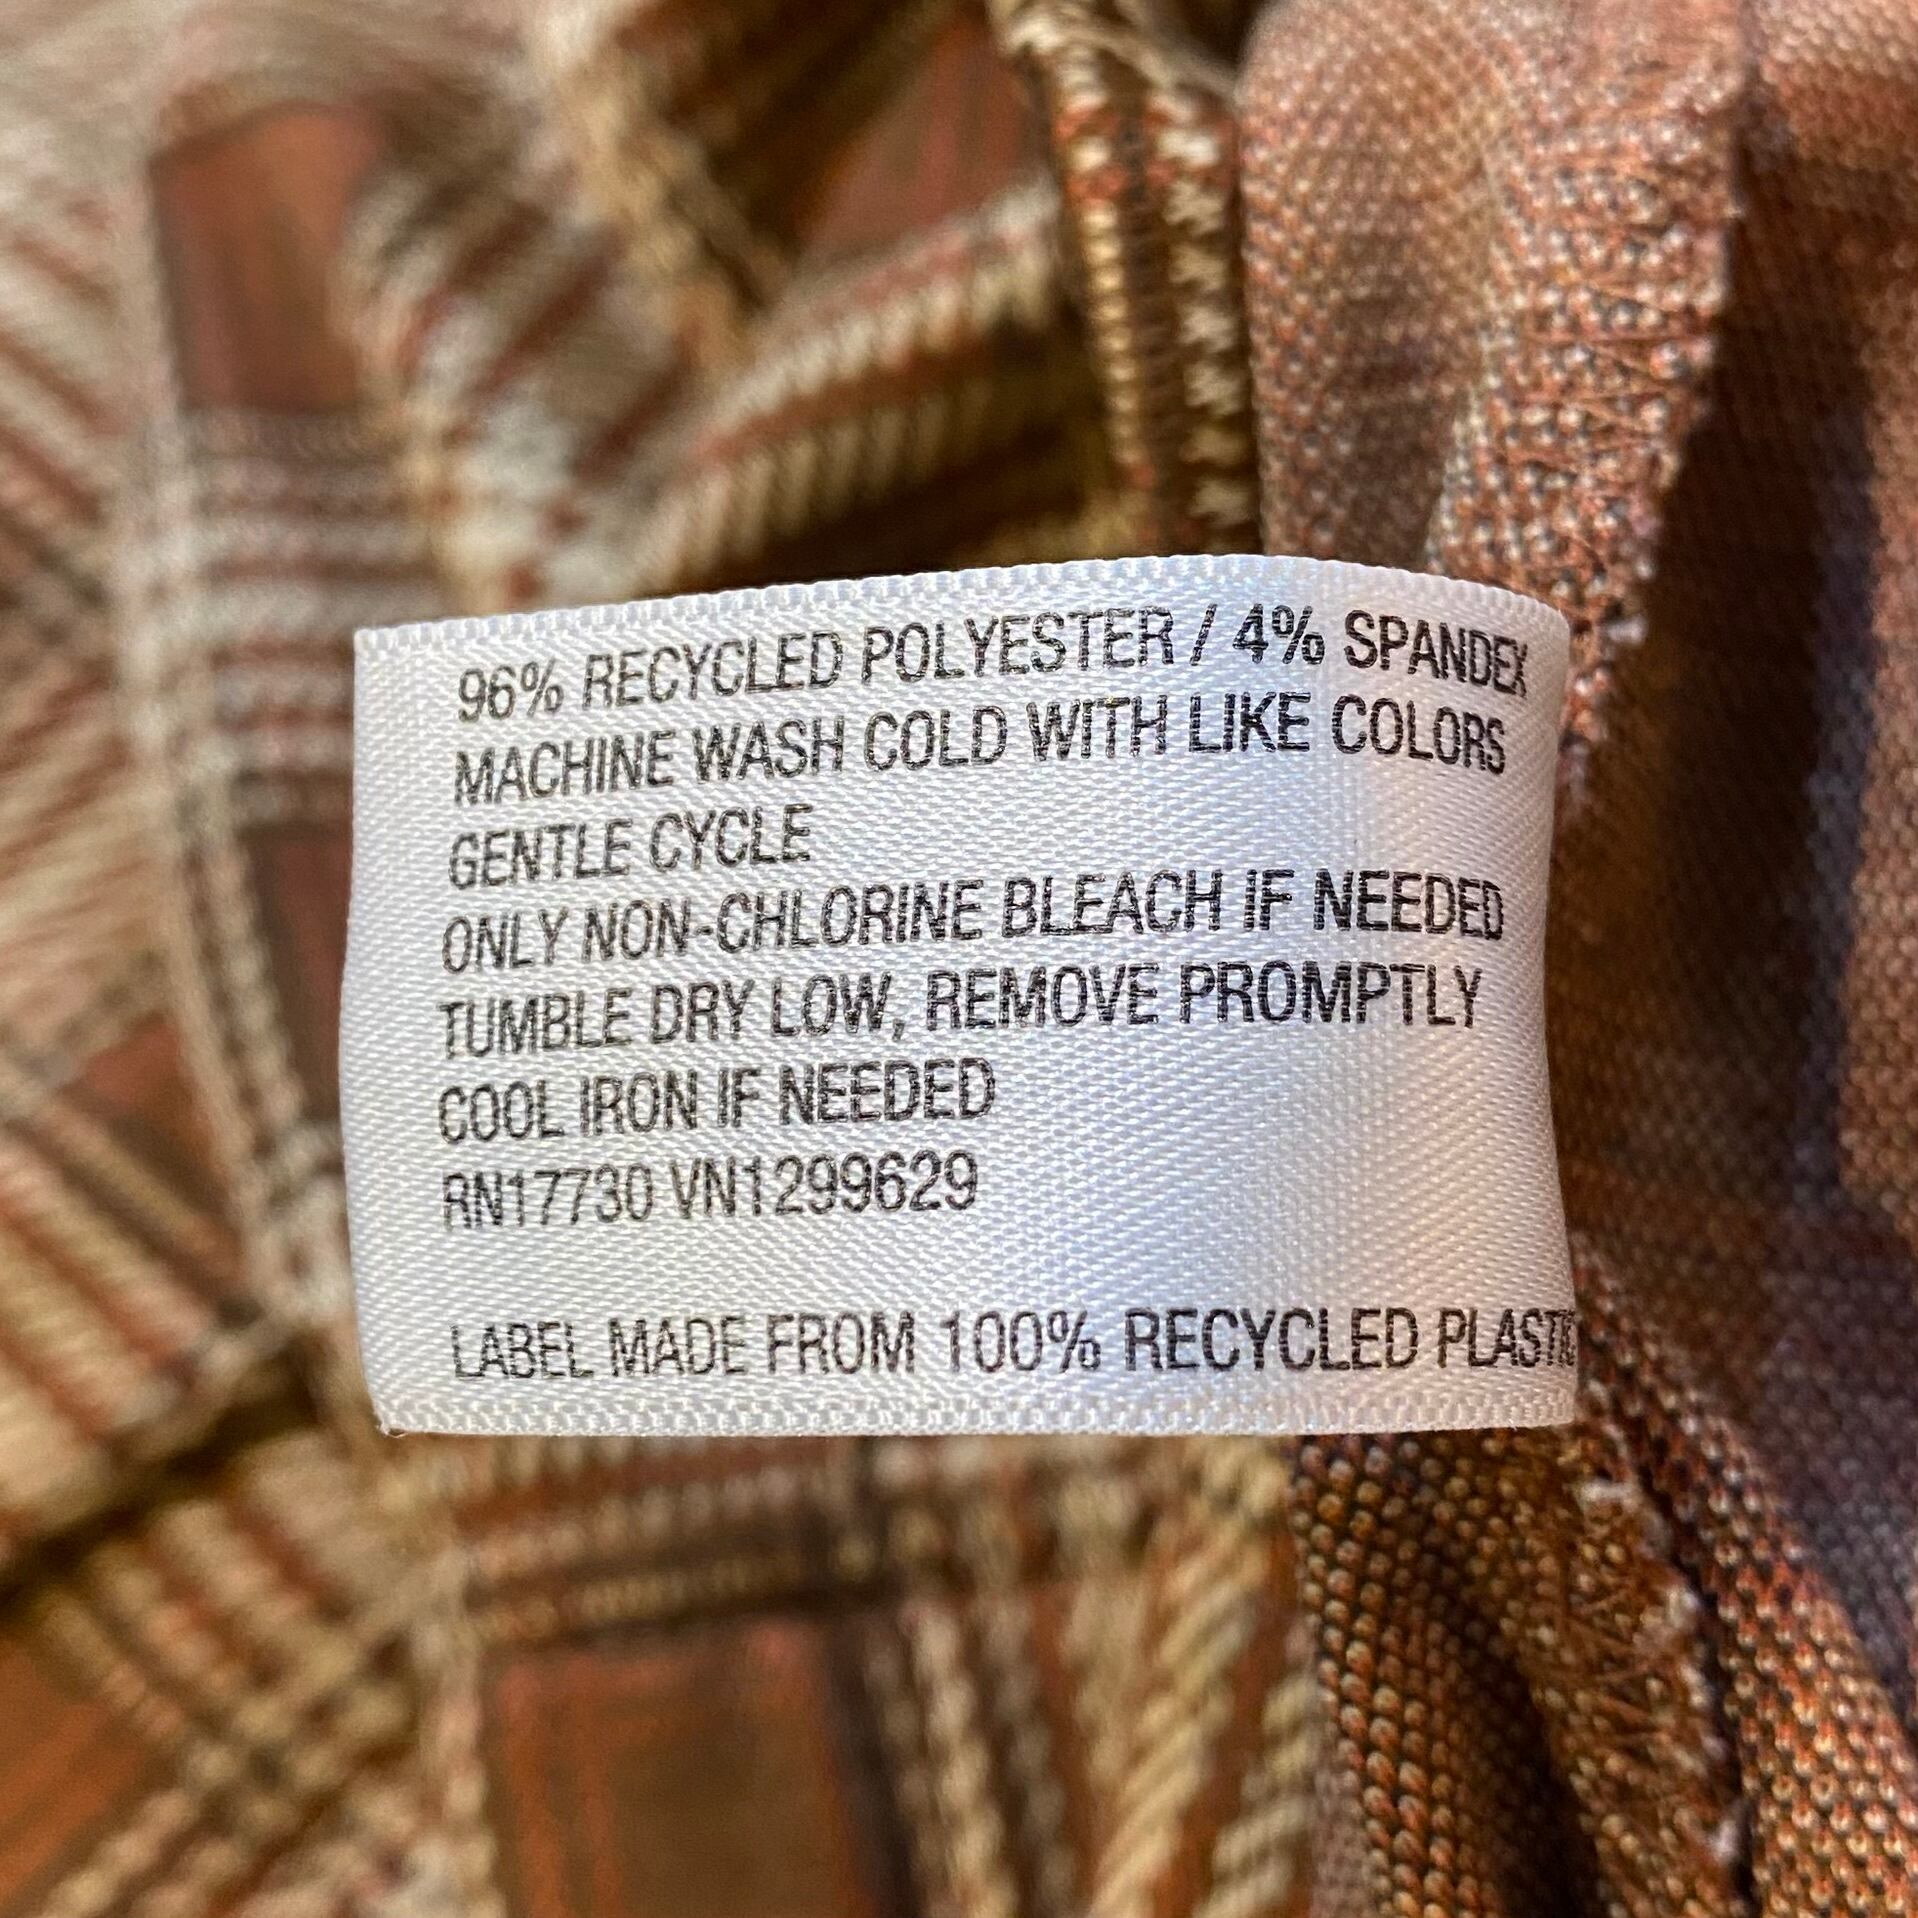 96% RECYCLED POLYESTER / 4% SPANDEX
MACHINE WASH COLD WITH LIKE COLORS
GENTLE CYCLE
ONLY NON-CHLORINE BLEACH IF NEEDED
TUMBLE DRY LOW, REMOVE PROMPTLY
COOL IRON IF NEEDED
RN17730 VN1299629
LABEL MADE FROM 100% RECYCLED PLASTIC